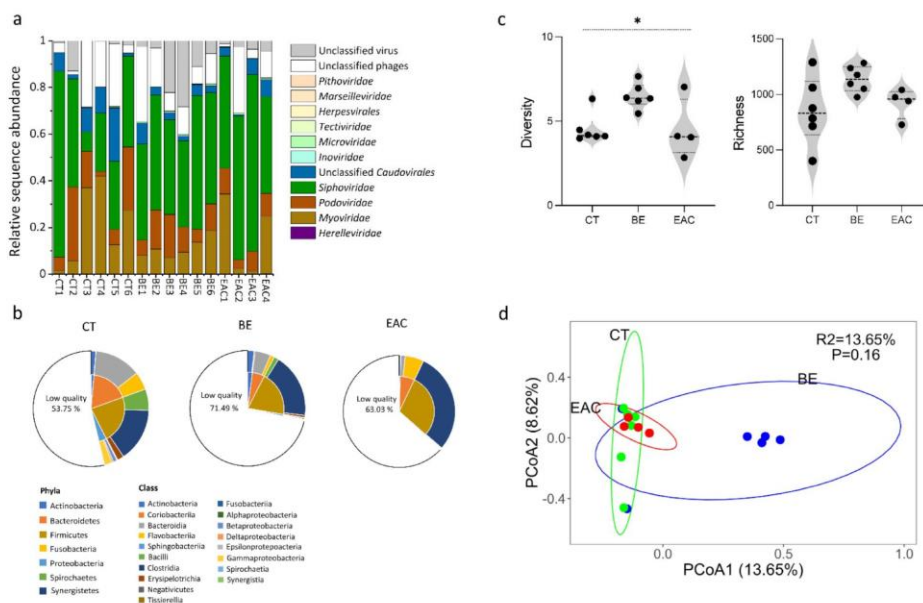 a
Relative sequence abundance
1
0.8
0.6
0.4
0.2
0
CT1
CT2
CT3
CT4
CT5
CT6
BE1
BE2
BE3
BE4
BE5
BE6
EAC1
EAC2
EAC3
EAC4
Unclassified virus
Unclassified phages
Pithoviridae
Marseilleviridae
Herpesvirales
Tectiviridae
Microviridae
Inoviridae
Unclassified Caudovirales
Siphoviridae
Podoviridae
Myoviridae
Herelleviridae
b
CT
BE
EAC
Low quality
53.75 %
Low quality
71.49 %
Low quality
63.03 %
Phyla
Actinobacteria
Bacteroidetes
Firmicutes
Fusobacteria
Proteobacteria
Spirochaetes
Synergistetes
Class
Actinobacteria
Coriobacteriia
Bacteroidia
Flavobacteriia
Sphingobacteriia
Bacilli
Clostridia
Erysipelotrichia
Negativicutes
Tissierellia
Fusobacteriia
Alphaproteobacteria
Betaproteobacteria
Deltaproteobacteria
Gammaproteobacteria
Spirochaetia
Synergistia
c
*
Diversity
10
5
0
CT
BE
EAC
Richness
1500
1000
500
0
CT
BE
EAC
d
CT
R2=13.65%
P=0.16
BE
EAC
PCoA2 (8.62%)
0.4
0.0
-0.4
0.0
0.5
1.0
PCoA1 (13.65%)